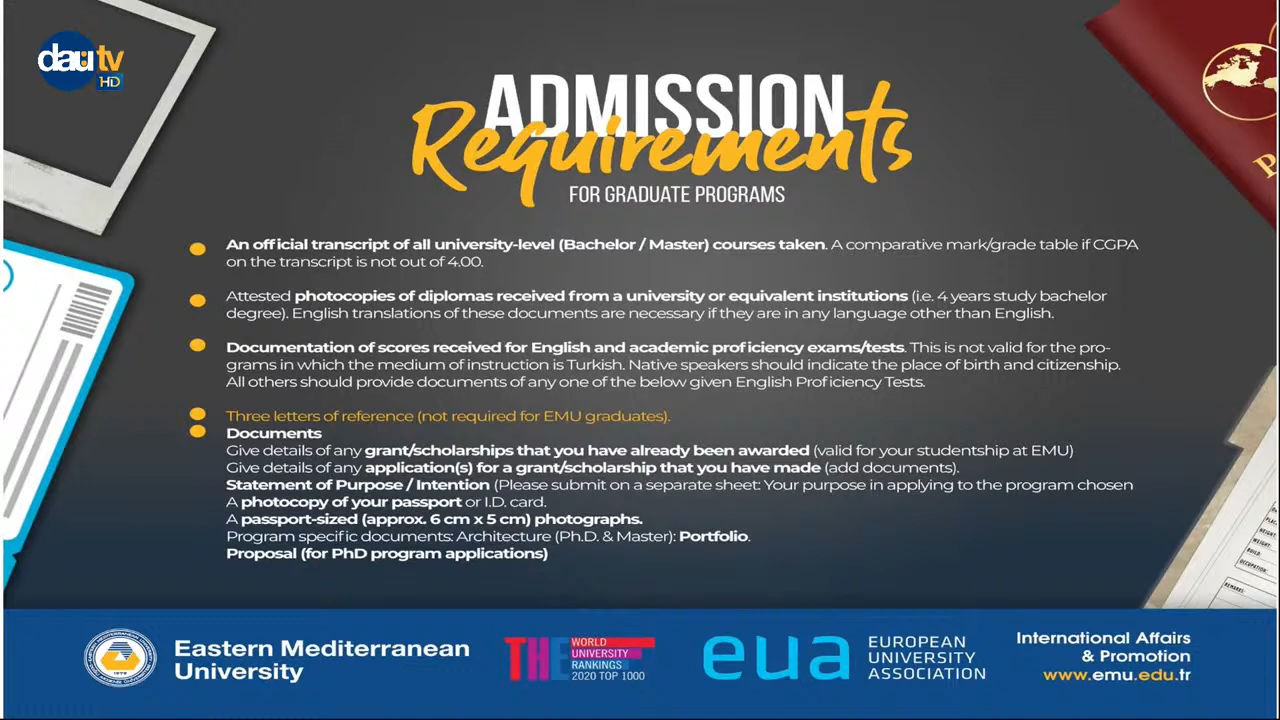 dau tv
HD
ADMISSION
Requirements
FOR GRADUATE PROGRAMS
An official transcript of all university-level (Bachelor / Master) courses taken. A comparative mark/grade table if CGPA
on the transcript is not out of 4.00.
Attested photocopies of diplomas received from a university or equivalent institutions (i.e. 4 years study bachelor
degree). English translations of these documents are necessary if they are in any language other than English.
Documentation of scores received for English and academic proficiency exams/tests. This is not valid for the pro-
grams in which the medium of instruction is Turkish. Native speakers should indicate the place of birth and citizenship.
All others should provide documents of any one of the below given English Proficiency Tests.
Three letters of reference (not required for EMU graduates).
Documents
Give details of any grant/scholarships that you have already been awarded (valid for your studentship at EMU)
Give details of any application(s) for a grant/scholarship that you have made (add documents).
Statement of Purpose / Intention (Please submit on a separate sheet: Your purpose in applying to the program chosen
A photocopy of your passport or I.D. card.
A passport-sized (approx. 6 cm x 5 cm) photographs.
Program specific documents: Architecture (Ph.D. & Master): Portfolio.
Proposal (for PhD program applications)
HEIGHT:
WEIGHT:
BUILD:
OCCUPATION:
REMARKS:
Eastern Mediterranean
University
THE
WORLD
UNIVERSITY
RANKINGS
2020 TOP 1000
eua
EUROPEAN
UNIVERSITY
ASSOCIATION
International Affairs
& Promotion
www.emu.edu.tr